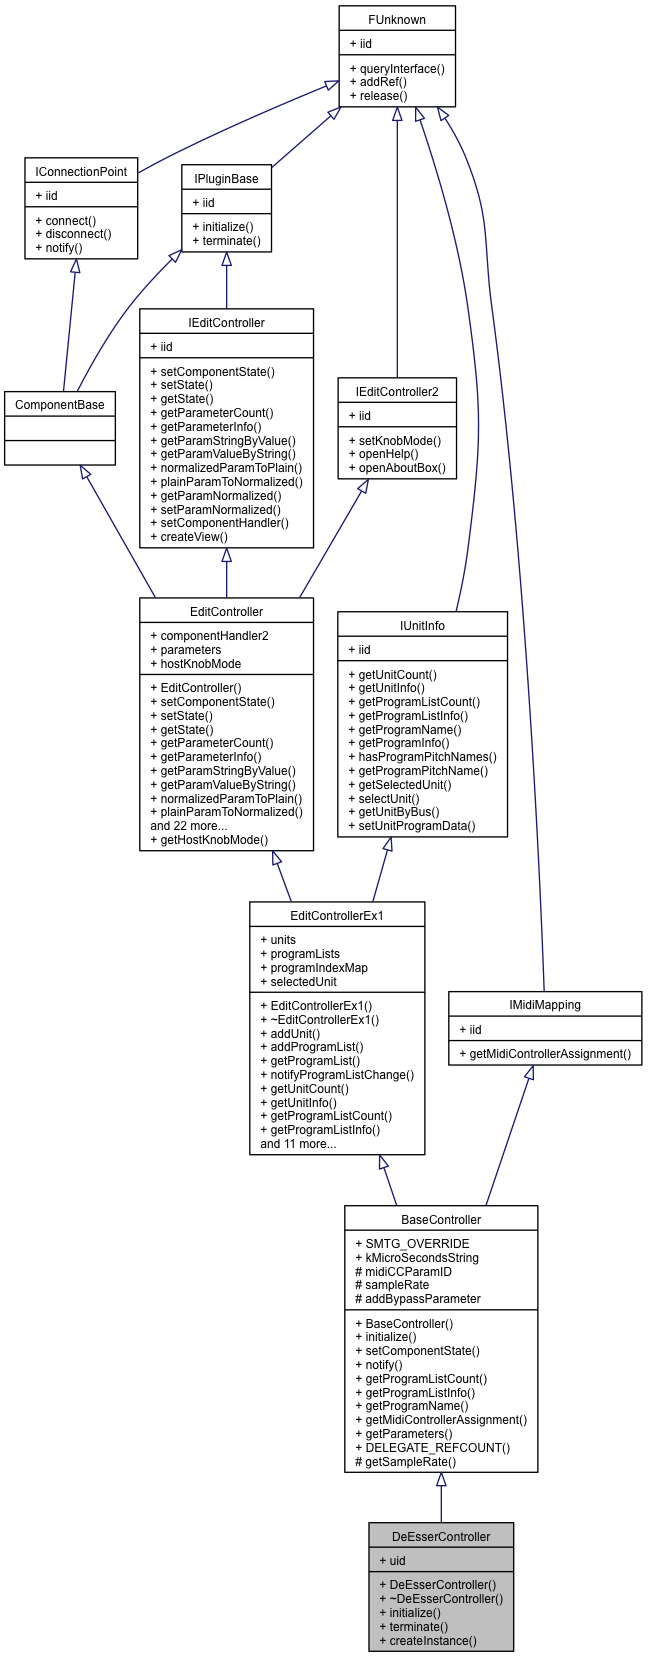 FUnknown
+ iid
+ queryInterface()
+ addRef()
+ release()
IConnectionPoint
+ iid
+ connect()
+ disconnect()
+ notify()
IPluginBase
+ iid
+ initialize()
+ terminate()
IEditController
+ iid
+ setComponentState()
+ setState()
+ getState()
+ getParameterCount()
+ getParameterInfo()
+ getParamStringByValue()
+ getParamValueByString()
+ normalizedParamToPlain()
+ plainParamToNormalized()
+ getParamNormalized()
+ setParamNormalized()
+ setComponentHandler()
+ createView()
IEditController2
+ iid
+ setKnobMode()
+ openHelp()
+ openAboutBox()
ComponentBase
EditController
+ componentHandler2
+ parameters
+ hostKnobMode
+ EditController()
+ setComponentState()
+ setState()
+ getState()
+ getParameterCount()
+ getParameterInfo()
+ getParamStringByValue()
+ getParamValueByString()
+ normalizedParamToPlain()
+ plainParamToNormalized()
and 22 more...
+ getHostKnobMode()
IUnitInfo
+ iid
+ getUnitCount()
+ getUnitInfo()
+ getProgramListCount()
+ getProgramListInfo()
+ getProgramName()
+ getProgramInfo()
+ hasProgramPitchNames()
+ getProgramPitchName()
+ getSelectedUnit()
+ selectUnit()
+ getUnitByBus()
+ setUnitProgramData()
EditControllerEx1
+ units
+ programLists
+ programIndexMap
+ selectedUnit
+ EditControllerEx1()
+ ~EditControllerEx1()
+ addUnit()
+ addProgramList()
+ getProgramList()
+ notifyProgramListChange()
+ getUnitCount()
+ getUnitInfo()
+ getProgramListCount()
+ getProgramListInfo()
and 11 more...
IMidiMapping
+ iid
+ getMidiControllerAssignment()
BaseController
+ SMTG_OVERRIDE
+ kMicroSecondsString
# midiCCParamID
# sampleRate
# addBypassParameter
+ BaseController()
+ initialize()
+ setComponentState()
+ notify()
+ getProgramListCount()
+ getProgramListInfo()
+ getProgramName()
+ getMidiControllerAssignment()
+ getParameters()
+ DELEGATE_REFCOUNT()
# getSampleRate()
DeEsserController
+ uid
+ DeEsserController()
+ ~DeEsserController()
+ initialize()
+ terminate()
+ createInstance()